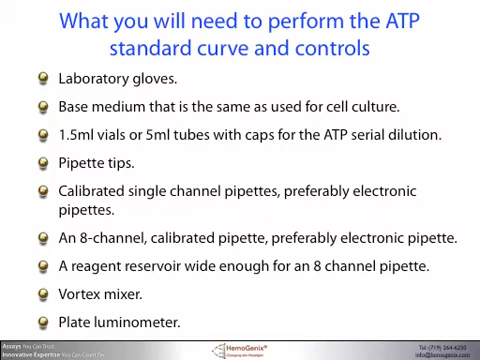 What you will need to perform the ATP
standard curve and controls
Laboratory gloves.
Base medium that is the same as used for cell culture.
1.5ml vials or 5ml tubes with caps for the ATP serial dilution.
Pipette tips.
Calibrated single channel pipettes, preferably electronic
pipettes.
An 8-channel, calibrated pipette, preferably electronic pipette.
A reagent reservoir wide enough for an 8 channel pipette.
Vortex mixer.
Plate luminometer.
Assays You Can Trust.
Innovative Expertise You Can Count On.
HemoGenix®
Changing the Paradigm
Tel: (719) 264-6250
info@hemogenix.com